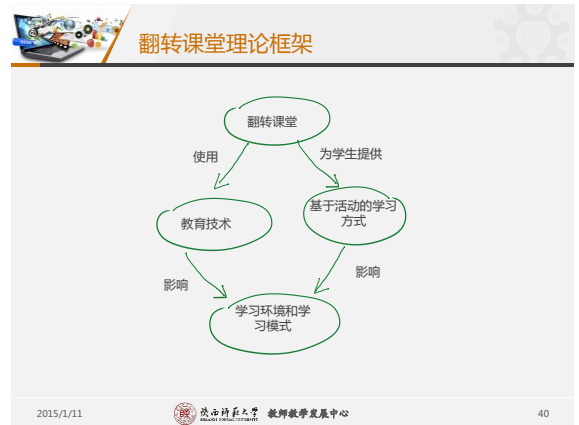 翻转课堂理论框架
翻转课堂
使用
为学生提供
教育技术
基于活动的学习
方式
影响
影响
学习环境和学
习模式
2015/1/11
陕西师范大学
SHAANXI NORMAL UNIVERSITY
教师教学发展中心
40